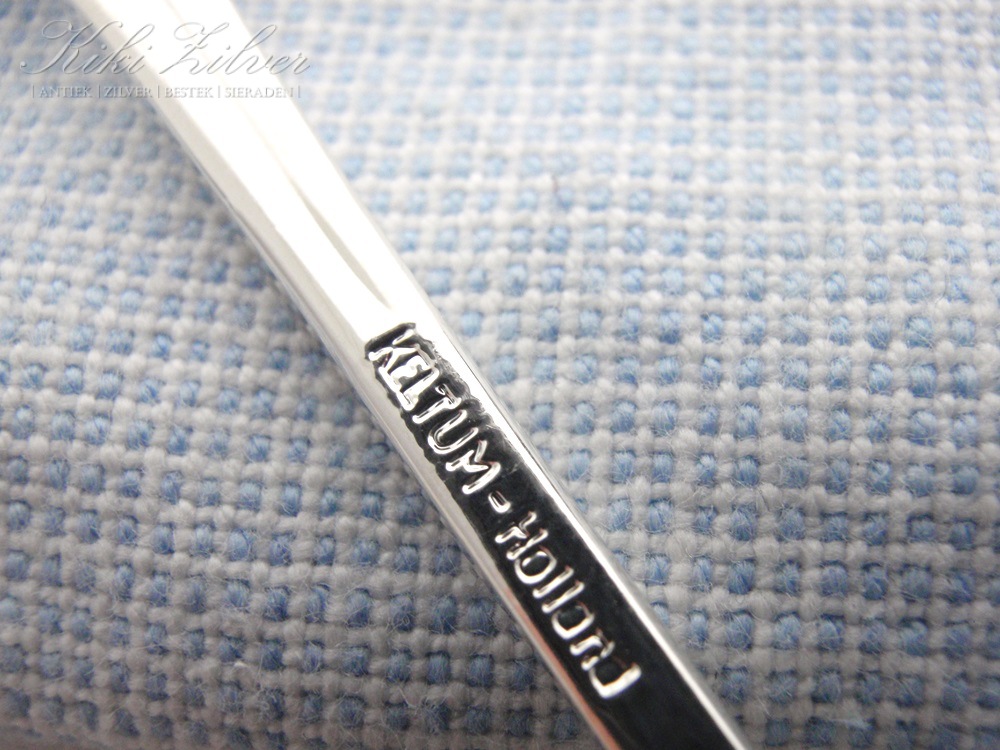 Kiki Zilver
| ANTIEK | ZILVER | BESTEK | SIERADEN |
KELTUM - Holland